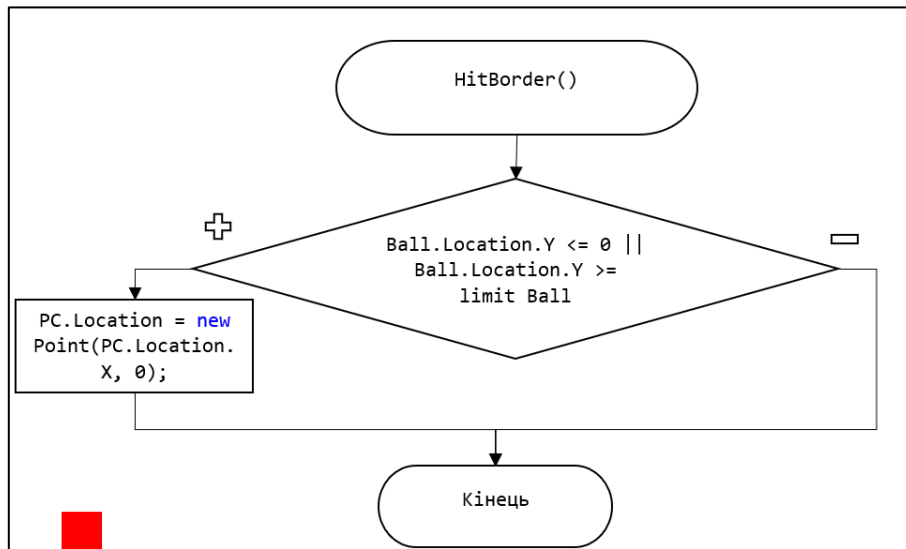 HitBorder()
Ball.Location.Y <= 0 ||
Ball.Location.Y >=
limit Ball
PC.Location = new
Point(PC.Location.
X, 0);
Кінець